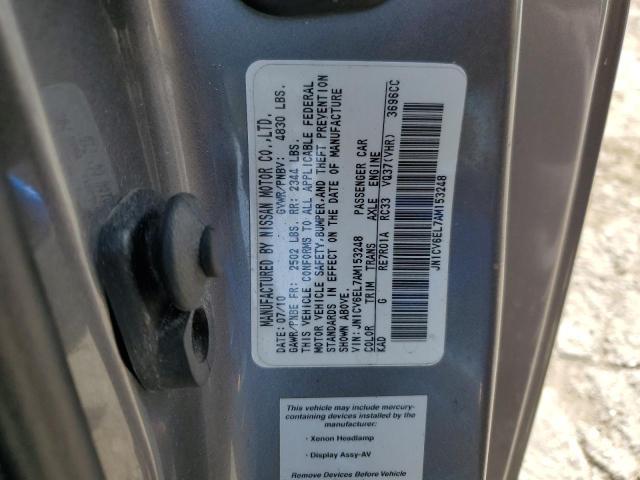 MANUFACTURED BY NISSAN MOTOR CO.,LTD.
DATE: 07/10 GVWR/PNBV: 4830 LBS.
GAWR/PNBE FR: 2502 LBS. RR: 2344 LBS.
THIS VEHICLE CONFORMS TO ALL APPLICABLE FEDERAL
MOTOR VEHICLE SAFETY,BUMPER,AND THEFT PREVENTION
STANDARDS IN EFFECT ON THE DATE OF MANUFACTURE
SHOWN ABOVE.
VIN: JN1CV6EL7AM153248 PASSENGER CAR
COLOR TRIM TRANS AXLE ENGINE
KAD G RE7R01A RC33 VQ37(VHR) 3696CC
JN1CV6EL7AM153248
This vehicle may include mercury-
containing devices installed by the
manufacturer:
· Xenon Headlamp
· Display Assy-AV
Remove Devices Before Vehicle